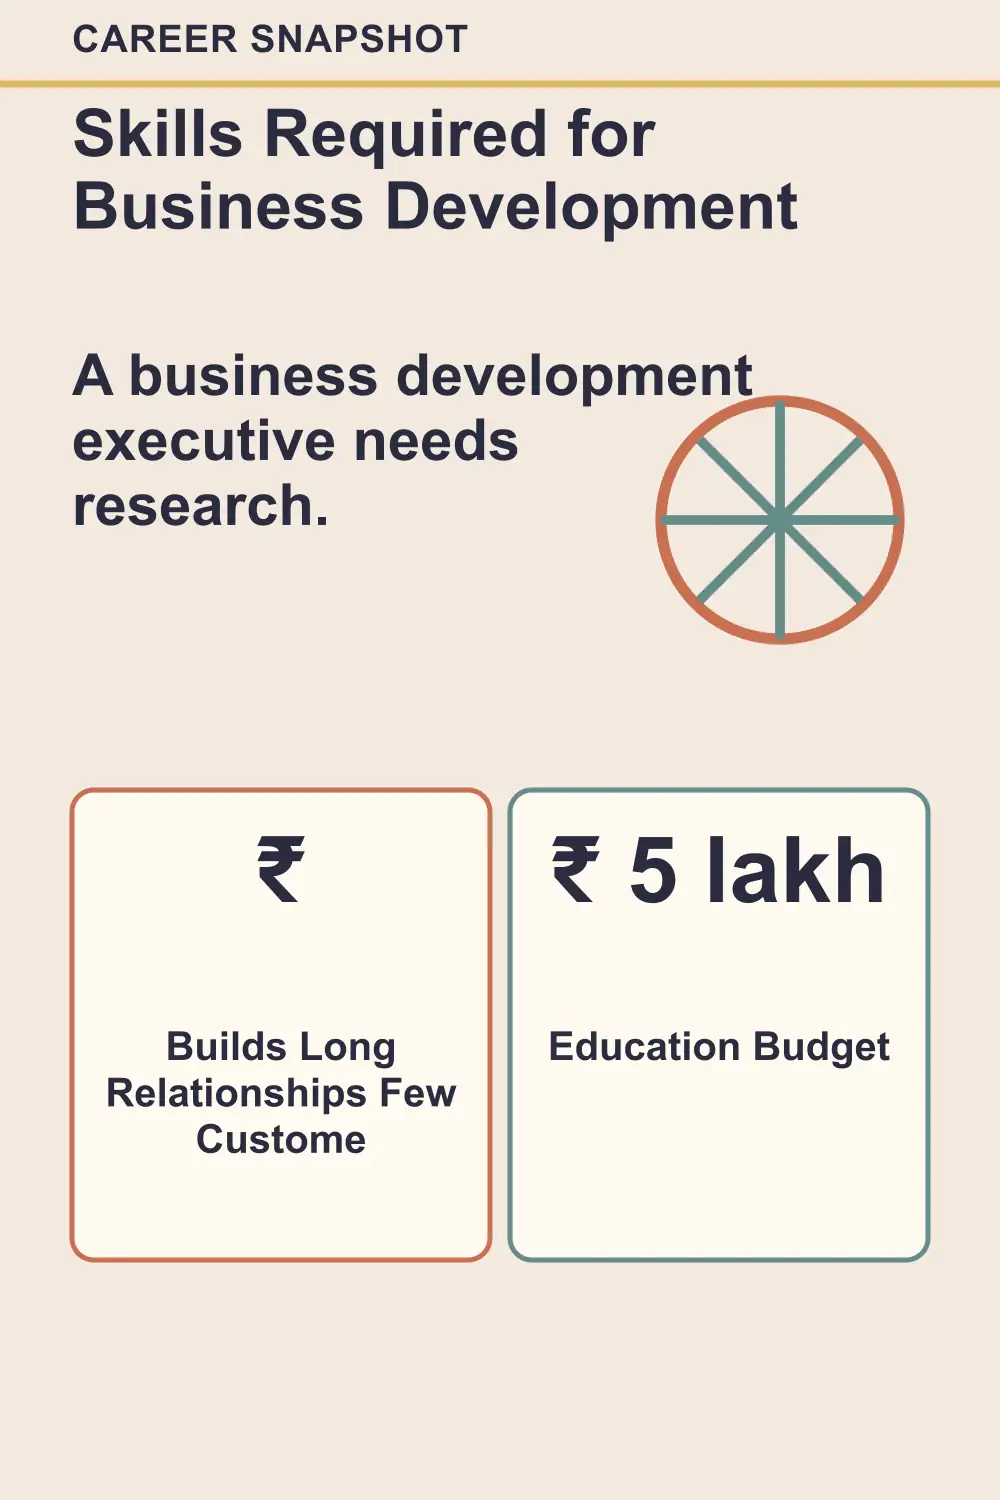 CAREER SNAPSHOT
Skills Required for
Business Development
A business development
executive needs
research.
₹
Builds Long
Relationships Few
Custome
₹ 5 lakh
Education Budget